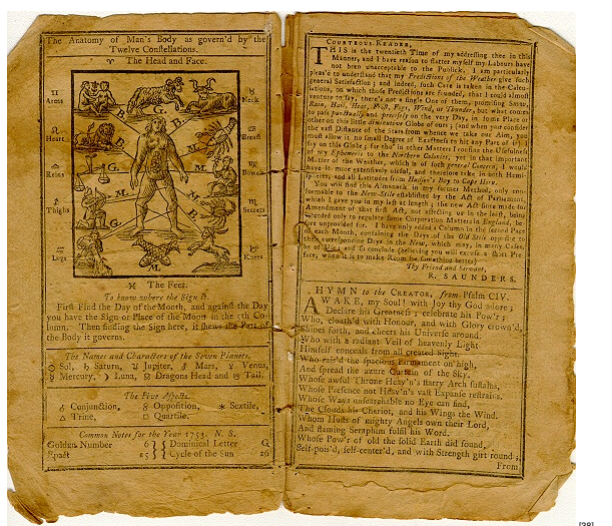 The Anatomy of Man's Body as govern'd by the
Twelve Constellations.
♈ The Head and Face.
♊
Arms
♉
Neck
♌
Heart
Breast
♎
Reins
Bowels
♐
Thighs
♏
Secrets
♒
Legs
♑
Knees
B.
G.
B.
B.
G.
M.
B.
M.
G.
M.
♓ The Feet.
To know where the Sign is.
First Find the Day of the Month, and against the Day
you have the Sign or Place of the Moon in the 5th Co
lumn. Then finding the Sign here, it shews the Part of
the Body it governs.
The Names and Characters of the Seven Planets.
☉ Sol, ♄ Saturn, ♃ Jupiter, ♂ Mars, ♀ Venus,
☿ Mercury, ☽ Luna, ☊ Dragons Head and ☋ Tail.
The Five Aspects.
☌ Conjunction, ☍ Opposition, ⚹ Sextile,
△ Trine, □ Quartile.
Common Notes for the Year 1753. N. S.
Golden Number 6 } { Dominical Letter G
Epact 25 } { Cycle of the Sun 26
COURTEOUS READER,
THIS is the twentieth Time of my addressing thee in this
Manner, and I have reason to flatter myself my Labours have
not been unacceptable to the Publick. I am particularly
pleas'd to understand that my Predictions of the Weather give such
general Satisfaction; and indeed, such Care is taken in the Calcu-
lations, on which those Predictions are founded, that I could almost
venture to say, there's not a single One of them, promising Snow,
Rain, Hail, Heat, Frost, Fogs, Wind, or Thunder, but what comes
to pass punctually and precisely on the very Day, in some Place or
other on this little diminutive Globe of ours; (and when you consider
the vast Distance of the Stars from whence we take our Aim, you
must allow it no small Degree of Exactness to hit any Part of it) I
say on this Globe; for tho' in other Matters I confine the Usefulness
of my Ephemeris to the Northern Colonies, yet in that important
Matter of the Weather, which is of such general Concern, I would
have it more extensively useful, and therefore take in both Hemi-
spheres, and all Latitudes from Hudson's Bay to Cape Horn.
You will find this Almanack in my former Method, only con-
formable to the New-Stile established by the Act of Parliament,
which I gave you in my last at length; the new Act since made for
Amendment of that first Act, not affecting us in the least, being
intended only to regulate some Corporation Matters in England, be-
fore unprovided for. I have only added a Column in the second Page
of each Month, containing the Days of the Old Stile opposite to
their corresponding Days in the New, which may, in many Cases,
be of Use; and so conclude (believing you will excuse a short Pre-
face, when it is to make Room for something better)
Thy Friend and Servant,
R. SAUNDERS.
HYMN to the CREATOR, from Psalm CIV.
AWAKE, my Soul! with Joy thy God adore;
Declare his Greatness; celebrate his Pow'r;
Who, cloath'd with Honour, and with Glory crown'd,
Shines forth, and cheers his Universe around.
Who with a radiant Veil of heavenly Light
Himself conceals from all created Sight.
Who rais'd the spacious Firmament on high,
And spread the azure Curtain of the Sky.
Whose awful Throne Heav'n's starry Arch sustains,
Whose Presence not Heav'n's vast Expanse restrains.
Whose Ways unsearchable no Eye can find,
The Clouds his Chariot, and his Wings the Wind.
Whom Hosts of mighty Angels own their Lord,
And flaming Seraphim fulfil his Word.
Whose Pow'r of old the solid Earth did found,
Self-pois'd, self-center'd, and with Strength girt round;
From
[38]